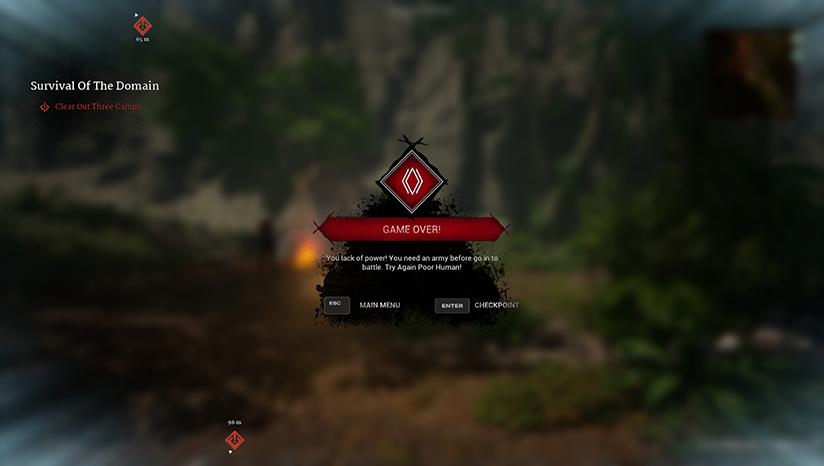 65 m
Survival Of The Domain
Clear Out Three Camps
GAME OVER!
You lack of power! You need an army before go in to
battle. Try Again Poor Human!
ESC MAIN MENU ENTER CHECKPOINT
96 m